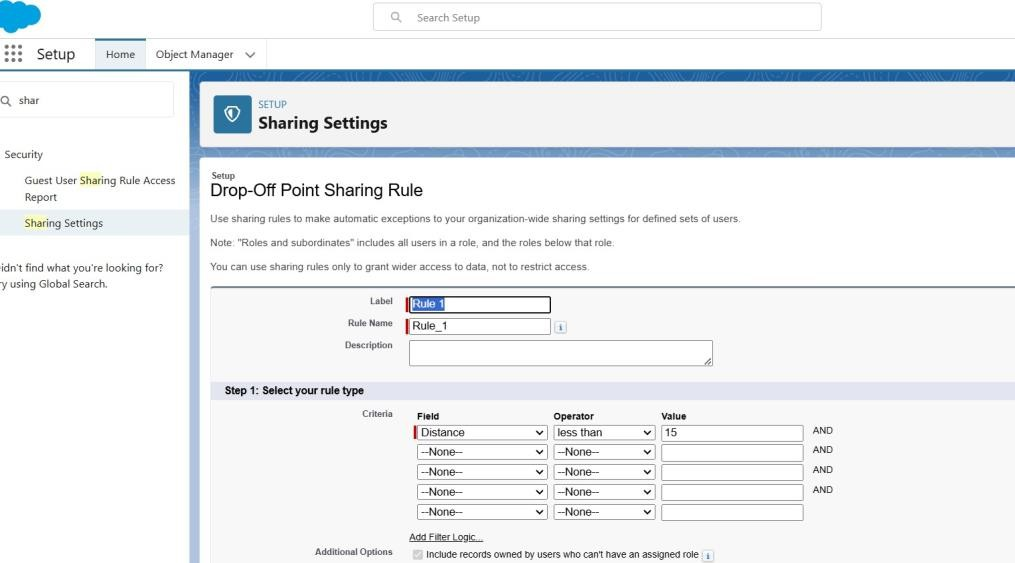 Search Setup
Setup
Home
Object Manager
shar
Security
Guest User Sharing Rule Access
Report
Sharing Settings
idn't find what you're looking for?
ry using Global Search.
SETUP
Sharing Settings
Setup
Drop-Off Point Sharing Rule
Use sharing rules to make automatic exceptions to your organization-wide sharing settings for defined sets of users.
Note: "Roles and subordinates" includes all users in a role, and the roles below that role.
You can use sharing rules only to grant wider access to data, not to restrict access.
Label Rule 1
Rule Name Rule_1 i
Description
Step 1: Select your rule type
Criteria Field Operator Value
Distance less than 15 AND
--None-- --None-- AND
--None-- --None-- AND
--None-- --None-- AND
--None-- --None--
Add Filter Logic...
Additional Options Include records owned by users who can't have an assigned role i